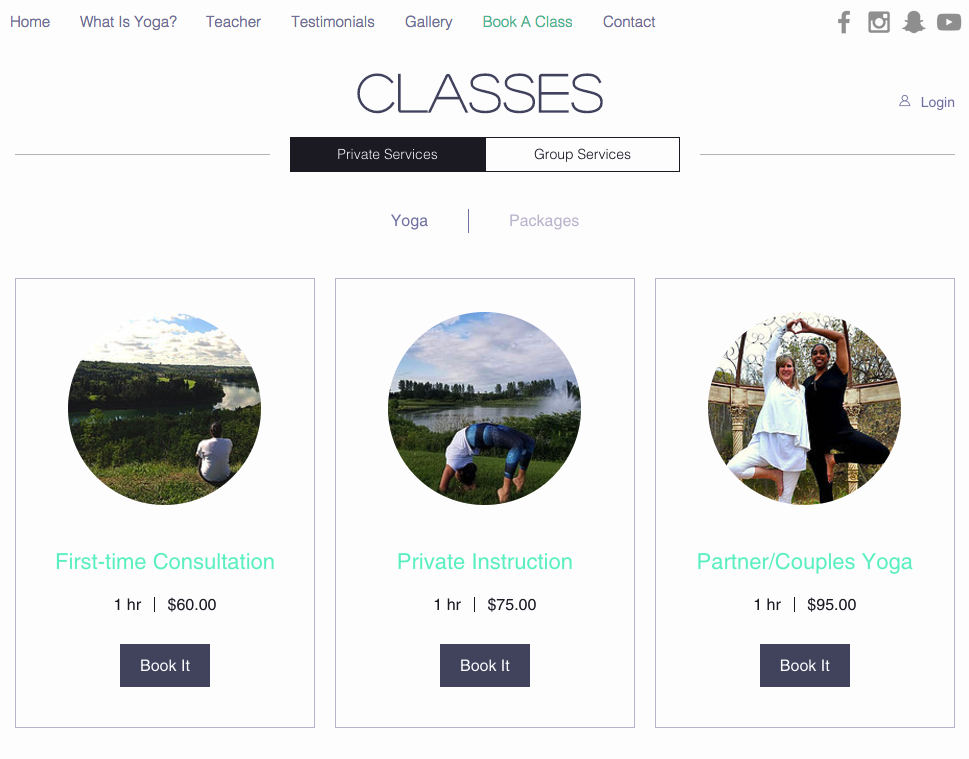 Home What Is Yoga? Teacher Testimonials Gallery Book A Class Contact
CLASSES
Login
Private Services Group Services
Yoga Packages
First-time Consultation Private Instruction Partner/Couples Yoga
1 hr | $60.00 1 hr | $75.00 1 hr | $95.00
Book It Book It Book It